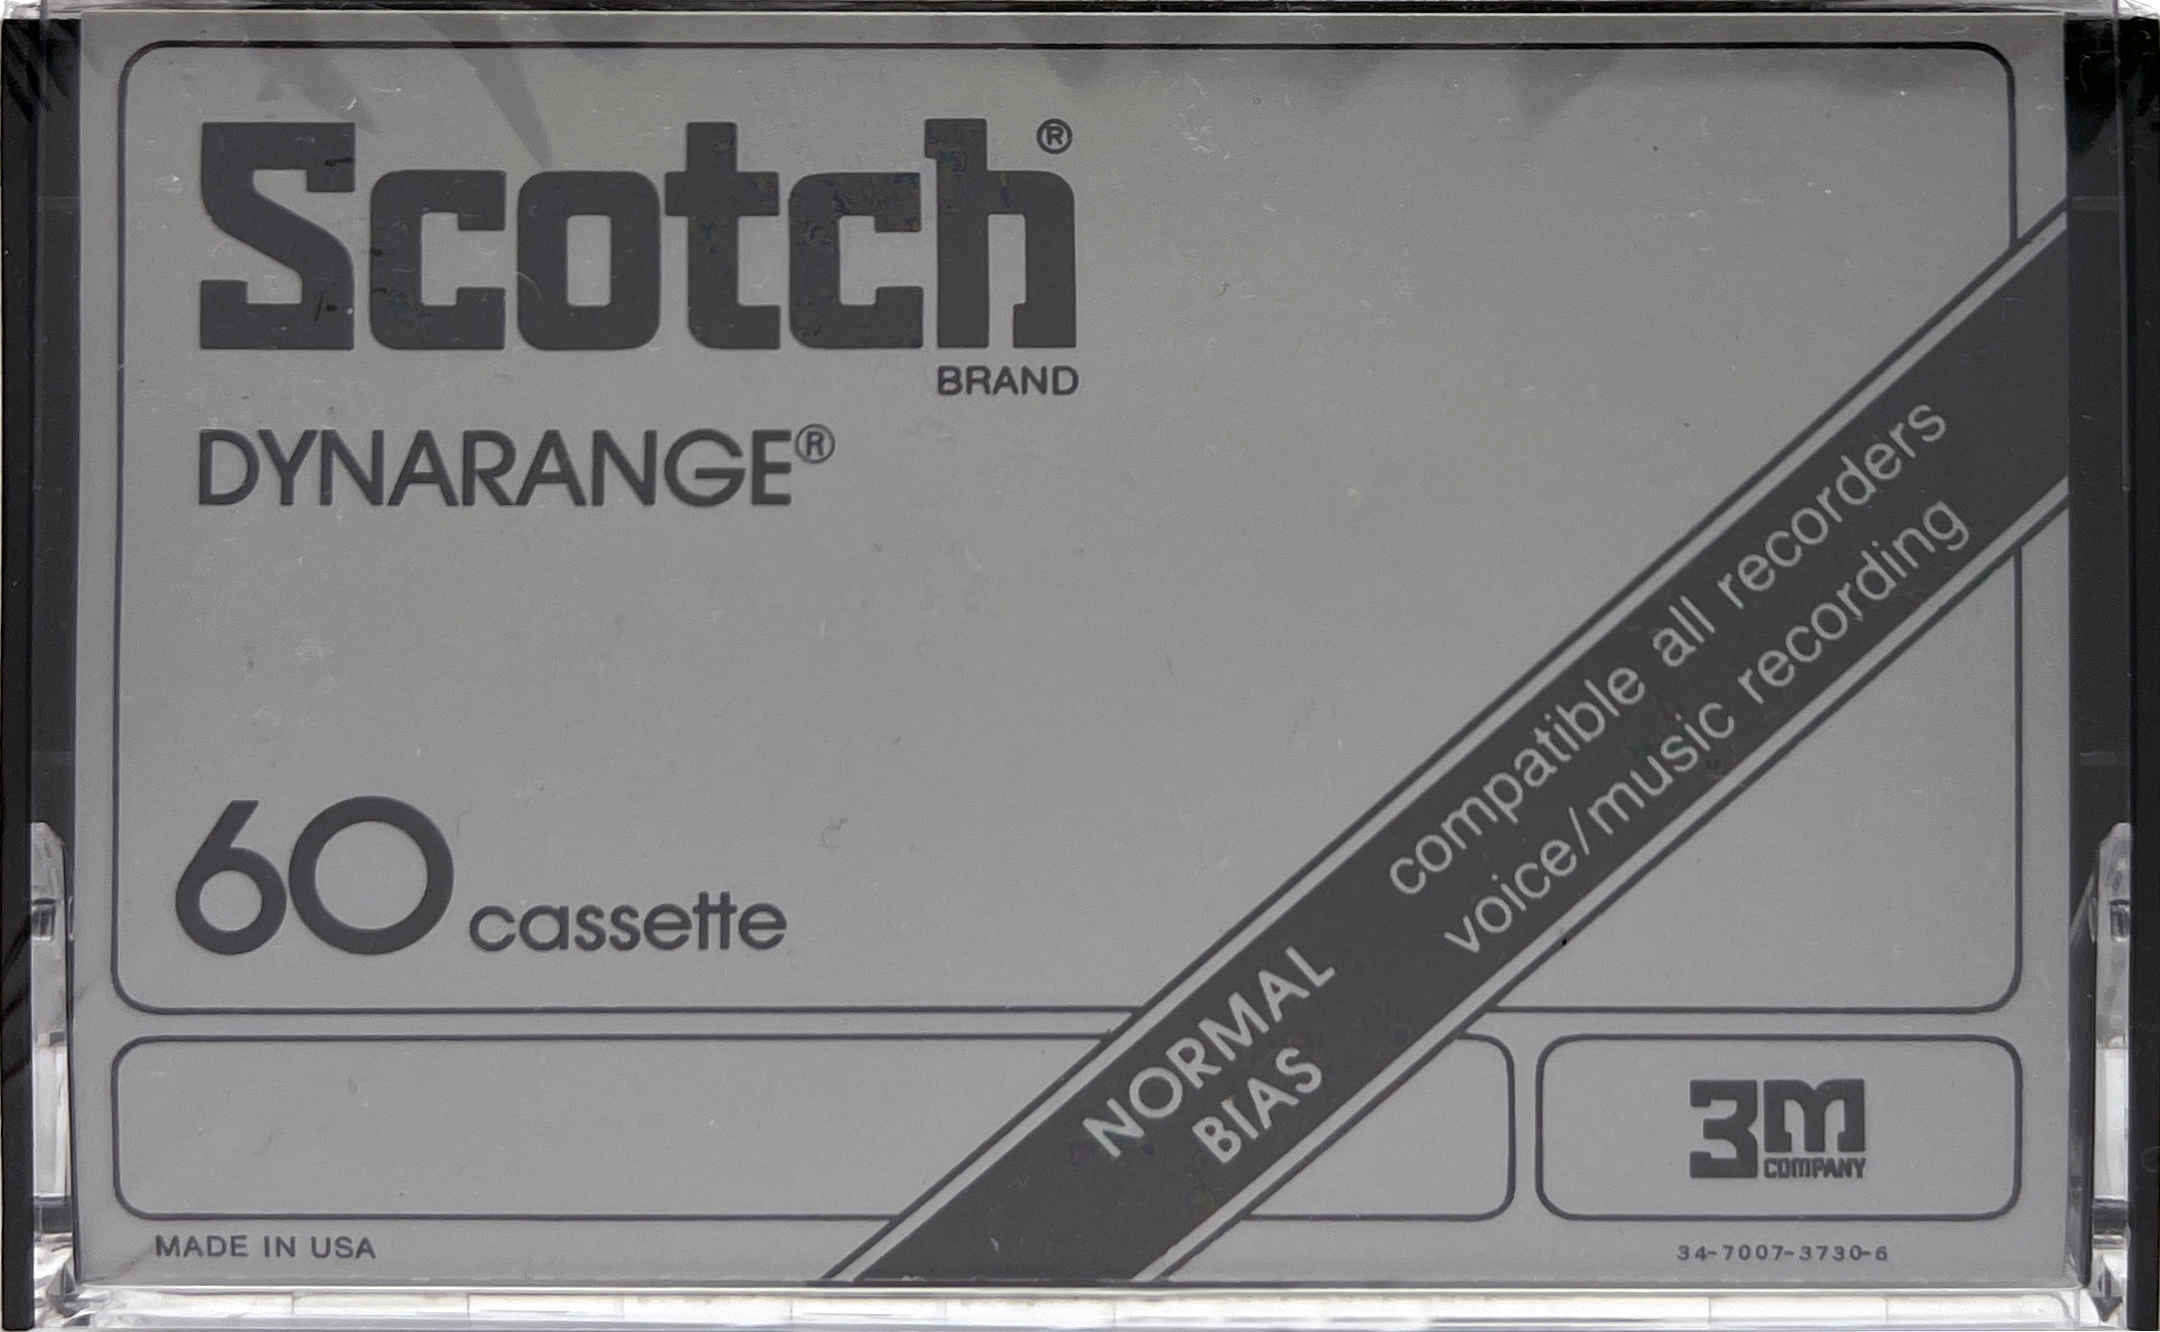 Scotch®
BRAND
DYNARANGE®
60 cassette
NORMAL
BIAS
compatible all recorders
voice/music recording
3M
COMPANY
MADE IN USA
34-7007-3730-6